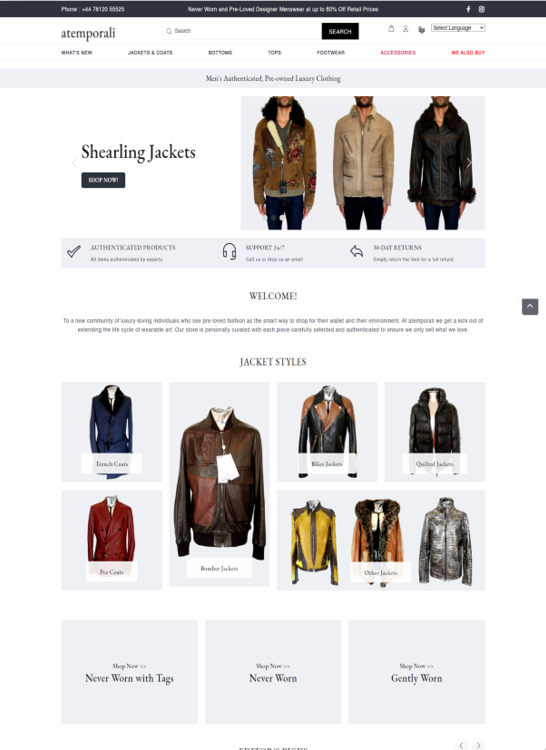 Phone : +44 78120 55525
Never Worn and Pre-Loved Designer Menswear at up to 80% Off Retail Prices
atemporali
Search
SEARCH
Select Language
WHAT'S NEW
JACKETS & COATS
BOTTOMS
TOPS
FOOTWEAR
ACCESSORIES
WE ALSO BUY
Men's Authenticated, Pre-owned Luxury Clothing
Shearling Jackets
SHOP NOW!
AUTHENTICATED PRODUCTS
All items authenticated by experts
SUPPORT 24/7
Call us or drop us an email
30-DAY RETURNS
Simply return the item for a full refund
WELCOME!
To a new community of luxury-loving individuals who see pre-loved fashion as the smart way to shop for their wallet and their environment. At atemporali we get a kick out of
extending the life cycle of wearable art. Our store is personally curated with each piece carefully selected and authenticated to ensure we only sell what we love.
JACKET STYLES
Trench Coats
Bomber Jackets
Biker Jackets
Quilted Jackets
Pea Coats
Other Jackets
Shop Now >>
Never Worn with Tags
Shop Now >>
Never Worn
Shop Now >>
Gently Worn
EDITOR'S PICKS